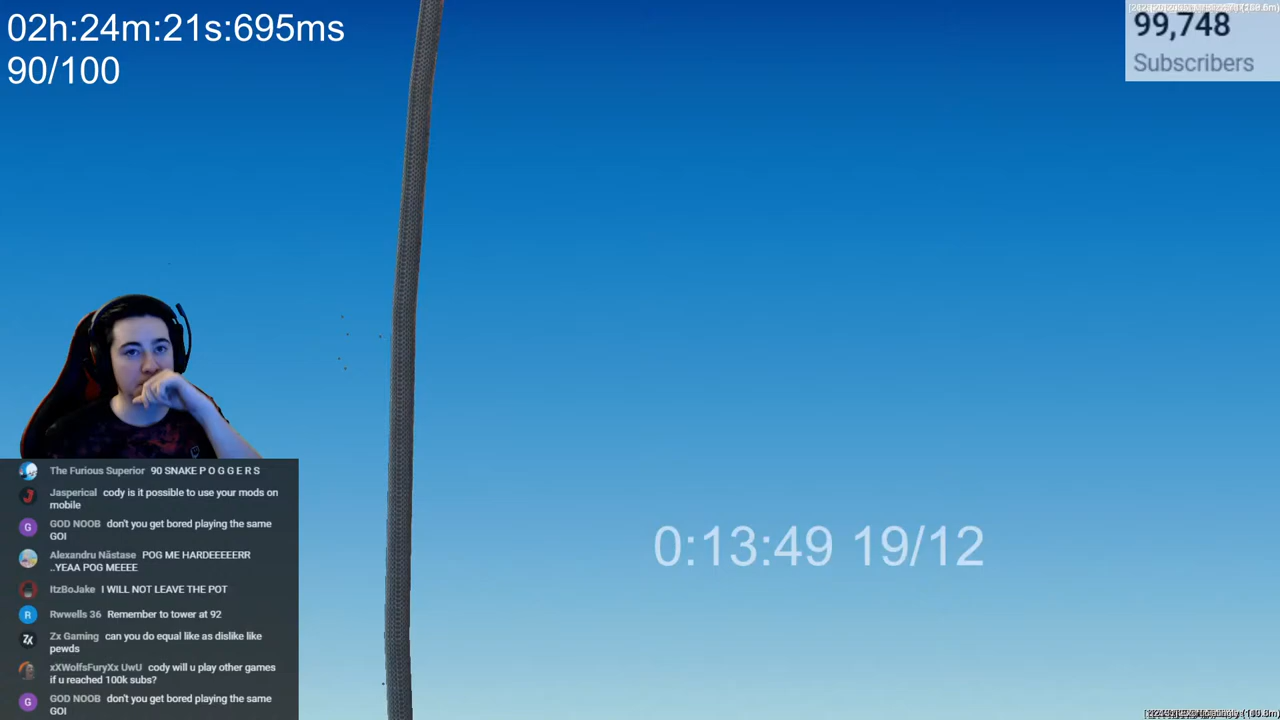 02h:24m:21s:695ms
90/100
99,748
Subscribers
0:13:49 19/12
The Furious Superior 90 SNAKE P O G G E R S
Jasperical cody is it possible to use your mods on
mobile
GOD NOOB don't you get bored playing the same
GOI
Alexandru Năstase POG ME HARDEEEEERR
..YEAA POG MEEEE
ItzBoJake I WILL NOT LEAVE THE POT
Rwwells 36 Remember to tower at 92
Zx Gaming can you do equal like as dislike like
pewds
xXWolfsFuryXx UwU cody will u play other games
if u reached 100k subs?
GOD NOOB don't you get bored playing the same
GOI